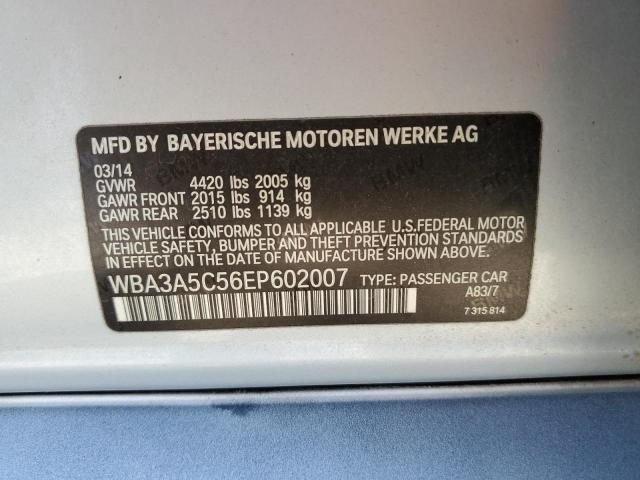 MFD BY BAYERISCHE MOTOREN WERKE AG
03/14
GVWR 4420 lbs 2005 kg
GAWR FRONT 2015 lbs 914 kg
GAWR REAR 2510 lbs 1139 kg
THIS VEHICLE CONFORMS TO ALL APPLICABLE U.S.FEDERAL MOTOR
VEHICLE SAFETY, BUMPER AND THEFT PREVENTION STANDARDS
IN EFFECT ON THE DATE OF MANUFACTURE SHOWN ABOVE.
WBA3A5C56EP602007 TYPE: PASSENGER CAR
A83/7
7 315 814